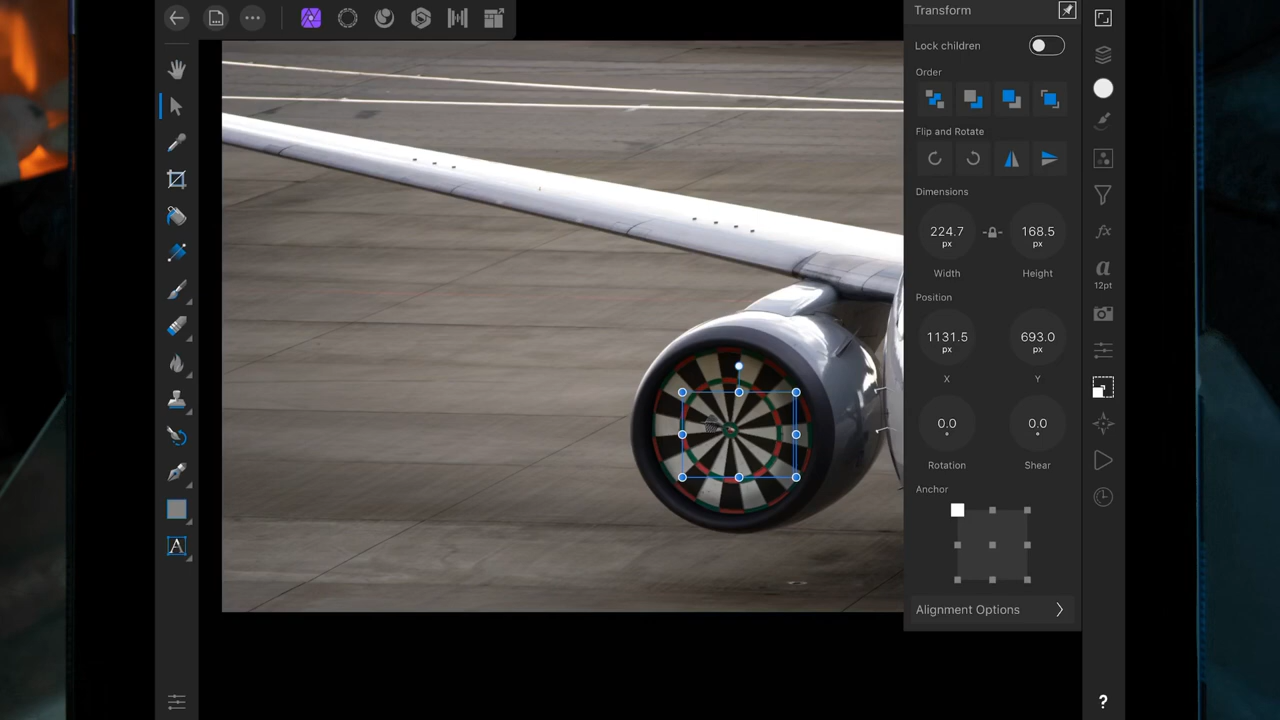 Transform
Lock children
Order
Flip and Rotate
Dimensions
224.7 px
168.5 px
Width
Height
12pt
Position
1131.5 px
693.0 px
X
Y
0.0
0.0
Rotation
Shear
Anchor
Alignment Options
?